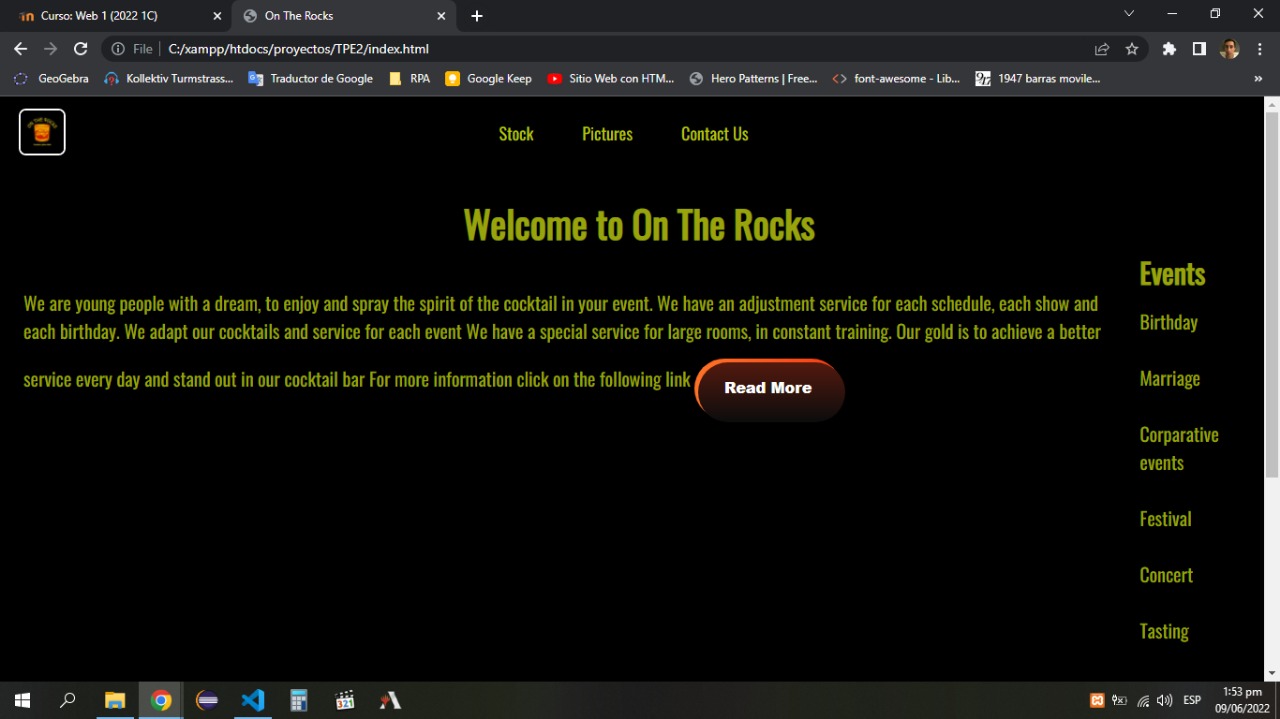 Curso: Web 1 (2022 1C)
On The Rocks
File
C:/xampp/htdocs/proyectos/TPE2/index.html
GeoGebra
Kollektiv Turmstrass...
Traductor de Google
RPA
Google Keep
Sitio Web con HTM...
Hero Patterns | Free...
font-awesome - Lib...
1947 barras movile...
»
ON THE ROCKS
Stock
Pictures
Contact Us
Welcome to On The Rocks
We are young people with a dream, to enjoy and spray the spirit of the cocktail in your event. We have an adjustment service for each schedule, each show and
each birthday. We adapt our cocktails and service for each event We have a special service for large rooms, in constant training. Our gold is to achieve a better
service every day and stand out in our cocktail bar For more information click on the following link
Read More
Events
Birthday
Marriage
Corparative
events
Festival
Concert
Tasting
321
ESP
1:53 pm
09/06/2022